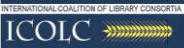 INTERNATIONAL COALITION OF LIBRARY CONSORTIA
ICOLC